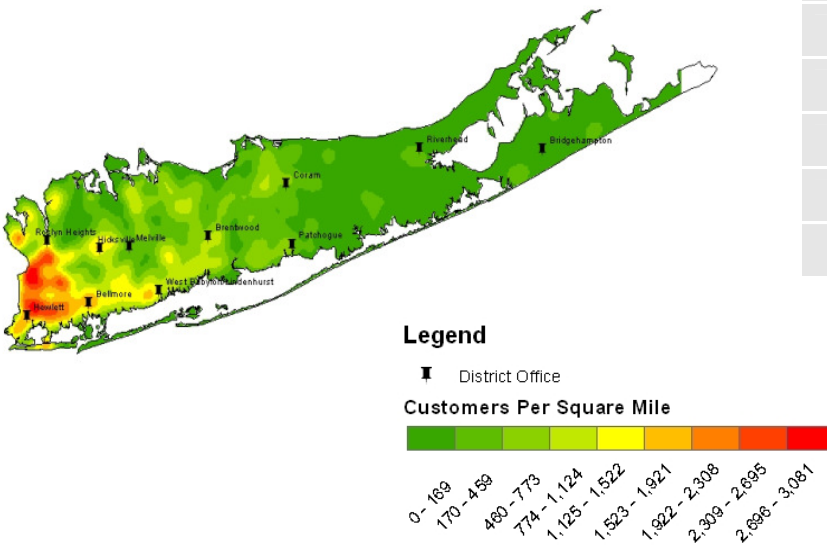 Riverhead
Bridgehampton
Coram
Roslyn Heights
Hicksville
Melville
Brentwood
Patchogue
West Babylon/Lindenhurst
Bellmore
Hewlett
Legend
District Office
Customers Per Square Mile
0 - 169
170 - 459
460 - 773
774 - 1,124
1,125 - 1,522
1,523 - 1,921
1,922 - 2,308
2,309 - 2,695
2,696 - 3,081